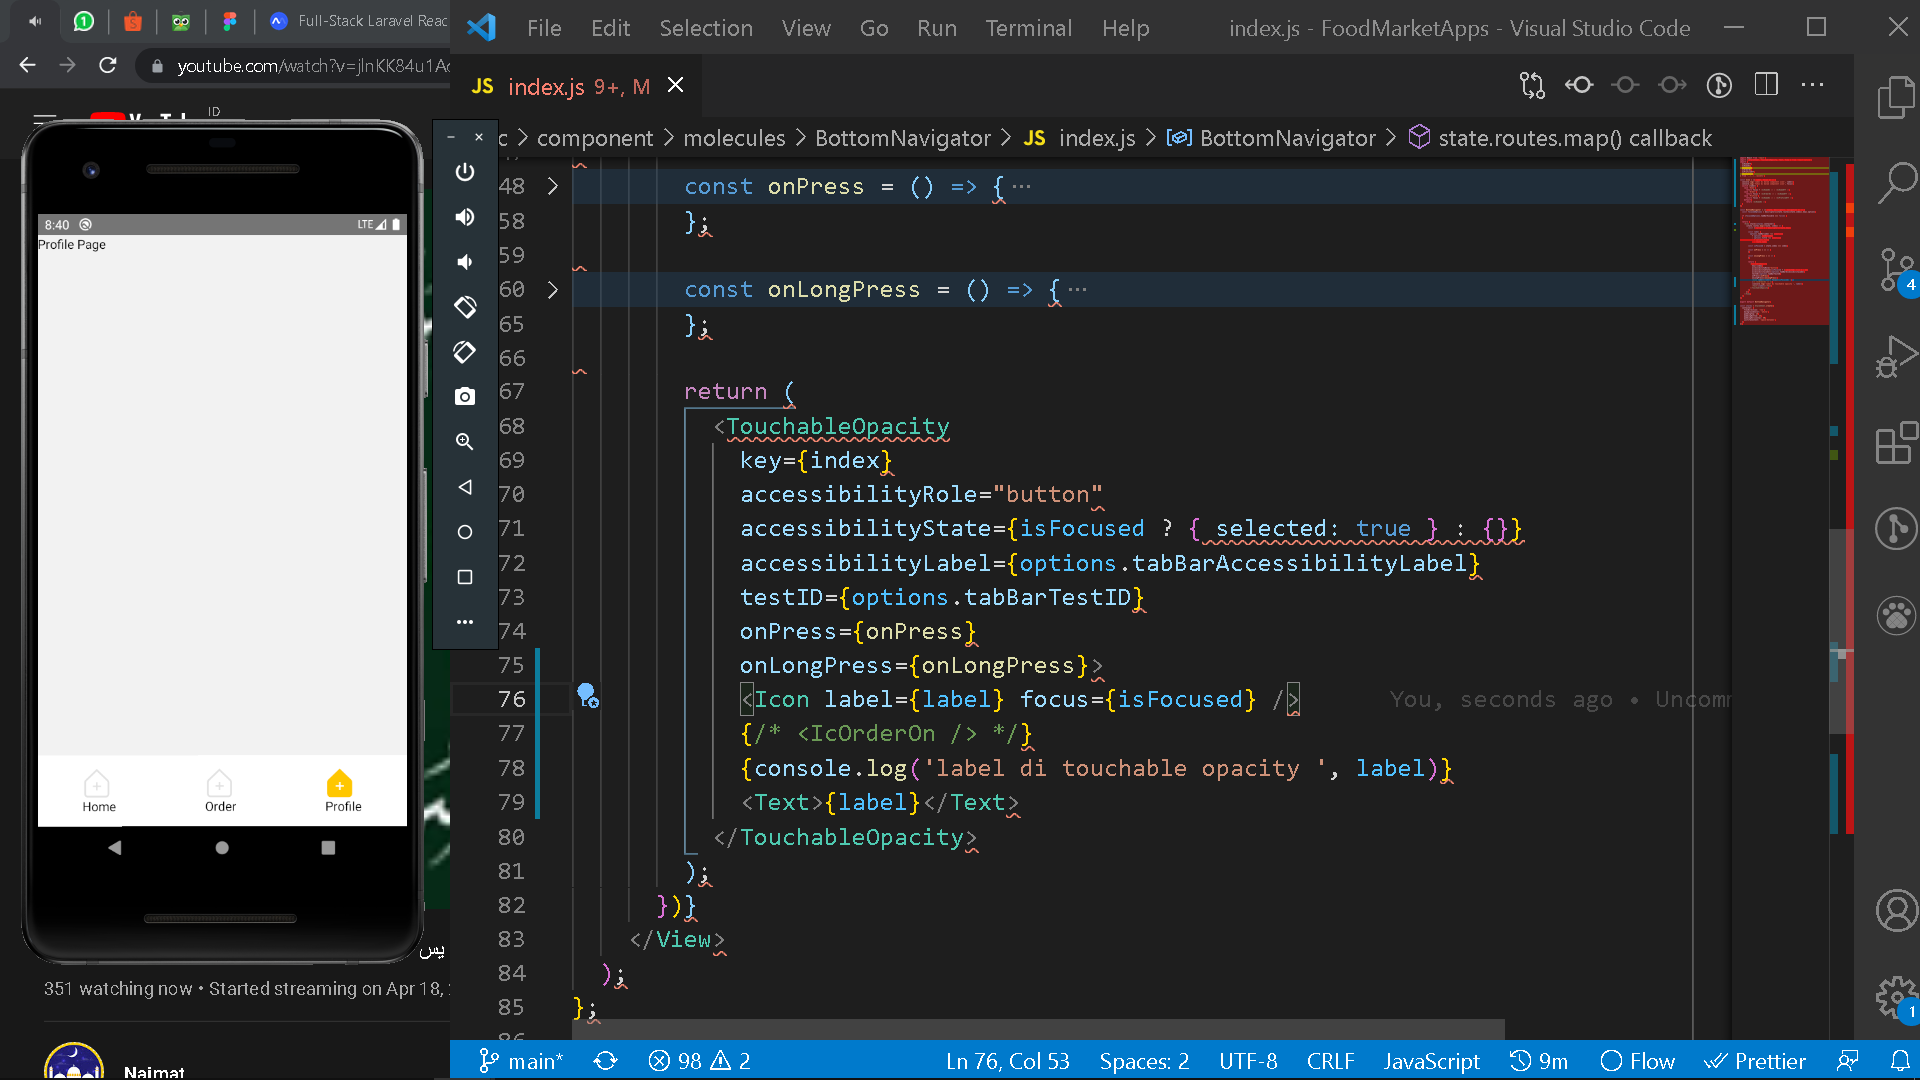 1
Full-Stack Laravel Reac
File Edit Selection View Go Run Terminal Help
index.js - FoodMarketApps - Visual Studio Code
youtube.com/watch?v=jlnKK84u1A
JS index.js 9+, M
ID
c > component > molecules > BottomNavigator > JS index.js > BottomNavigator > state.routes.map() callback
8:40
LTE
Profile Page
Home
Order
Profile
351 watching now • Started streaming on Apr 18,
Najmat
يس
48 const onPress = () => {···
58 };
59
60 const onLongPress = () => {···
65 };
66
67 return (
68 <TouchableOpacity
69 key={index}
70 accessibilityRole="button"
71 accessibilityState={isFocused ? { selected: true } : {}}
72 accessibilityLabel={options.tabBarAccessibilityLabel}
73 testID={options.tabBarTestID}
74 onPress={onPress}
75 onLongPress={onLongPress}>
76 <Icon label={label} focus={isFocused} /> You, seconds ago • Uncomm
77 {/* <IcOrderOn /> */}
78 {console.log('label di touchable opacity ', label)}
79 <Text>{label}</Text>
80 </TouchableOpacity>
81 );
82 })}
83 </View>
84 );
85 };
4
1
main* 98 2 Ln 76, Col 53 Spaces: 2 UTF-8 CRLF JavaScript 9m Flow Prettier